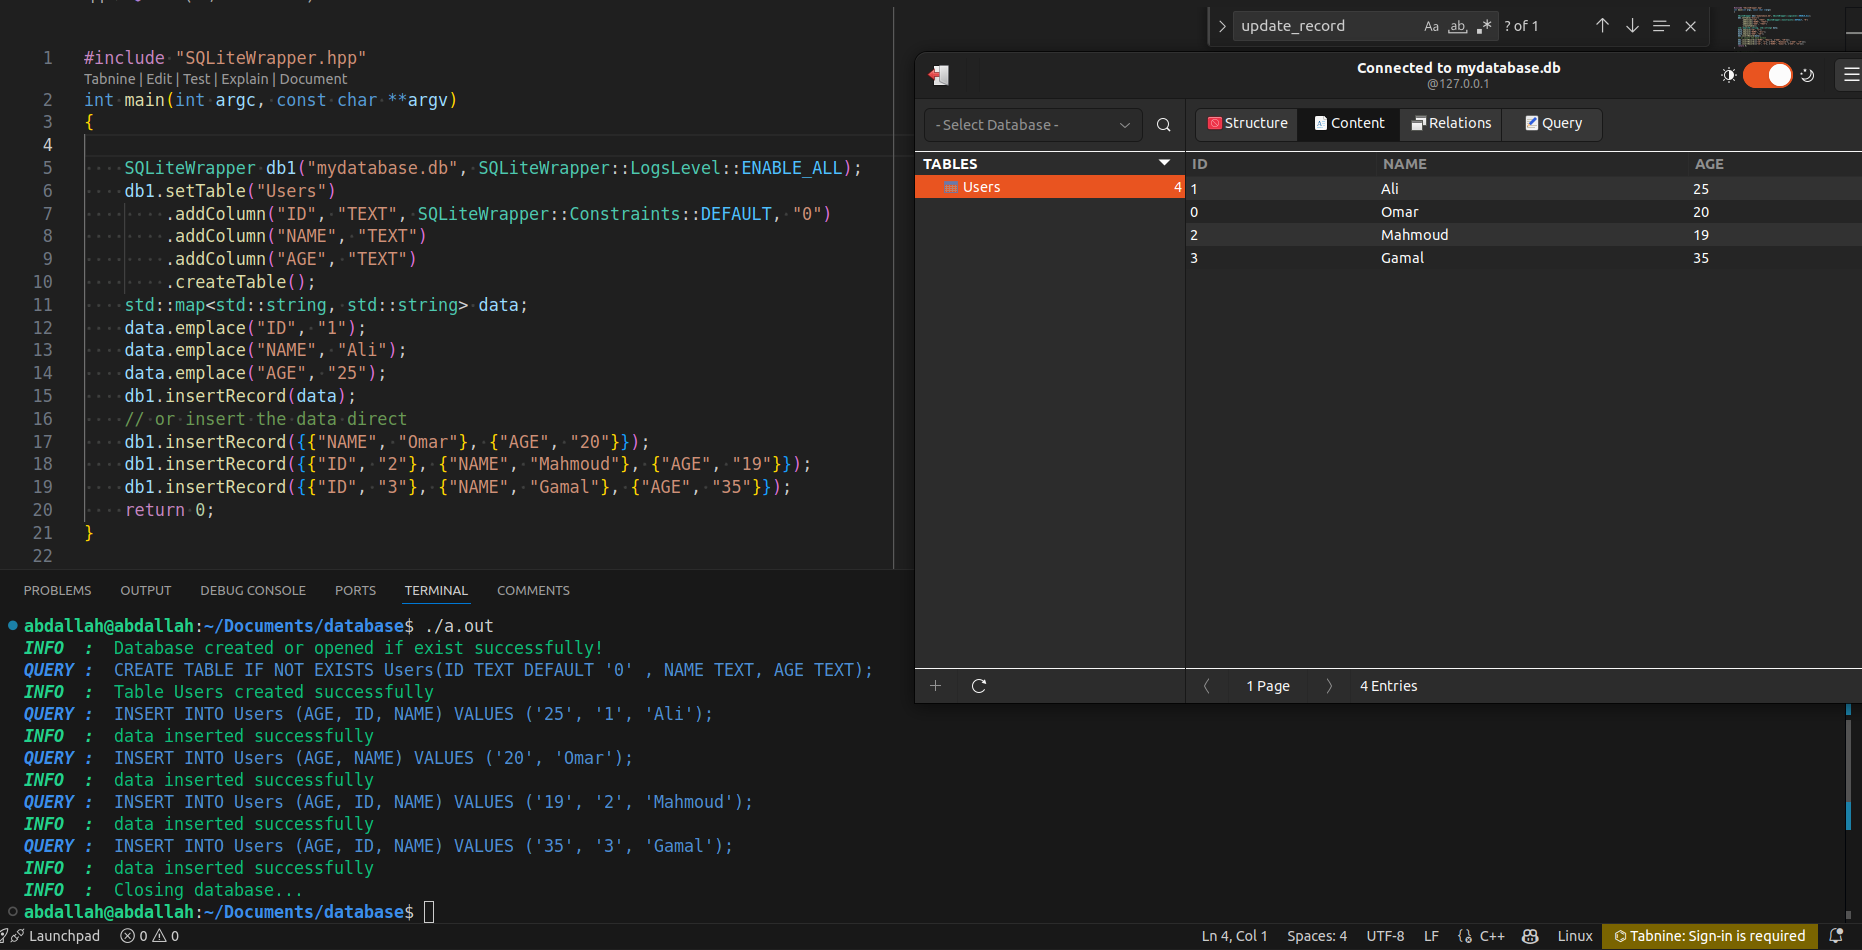 update_record
Aa ab .* ? of 1
1 #include "SQLiteWrapper.hpp"
Tabnine | Edit | Test | Explain | Document
2 int main(int argc, const char **argv)
3 {
4
5 SQLiteWrapper db1("mydatabase.db", SQLiteWrapper::LogsLevel::ENABLE_ALL);
6 db1.setTable("Users")
7 .addColumn("ID", "TEXT", SQLiteWrapper::Constraints::DEFAULT, "0")
8 .addColumn("NAME", "TEXT")
9 .addColumn("AGE", "TEXT")
10 .createTable();
11 std::map<std::string, std::string> data;
12 data.emplace("ID", "1");
13 data.emplace("NAME", "Ali");
14 data.emplace("AGE", "25");
15 db1.insertRecord(data);
16 // or insert the data direct
17 db1.insertRecord({{"NAME", "Omar"}, {"AGE", "20"}});
18 db1.insertRecord({{"ID", "2"}, {"NAME", "Mahmoud"}, {"AGE", "19"}});
19 db1.insertRecord({{"ID", "3"}, {"NAME", "Gamal"}, {"AGE", "35"}});
20 return 0;
21 }
22
Connected to mydatabase.db
@127.0.0.1
- Select Database -
Structure Content Relations Query
TABLES
Users 4
ID NAME AGE
1 Ali 25
0 Omar 20
2 Mahmoud 19
3 Gamal 35
1 Page 4 Entries
PROBLEMS OUTPUT DEBUG CONSOLE PORTS TERMINAL COMMENTS
abdallah@abdallah:~/Documents/database$ ./a.out
INFO : Database created or opened if exist successfully!
QUERY : CREATE TABLE IF NOT EXISTS Users(ID TEXT DEFAULT '0' , NAME TEXT, AGE TEXT);
INFO : Table Users created successfully
QUERY : INSERT INTO Users (AGE, ID, NAME) VALUES ('25', '1', 'Ali');
INFO : data inserted successfully
QUERY : INSERT INTO Users (AGE, NAME) VALUES ('20', 'Omar');
INFO : data inserted successfully
QUERY : INSERT INTO Users (AGE, ID, NAME) VALUES ('19', '2', 'Mahmoud');
INFO : data inserted successfully
QUERY : INSERT INTO Users (AGE, ID, NAME) VALUES ('35', '3', 'Gamal');
INFO : data inserted successfully
INFO : Closing database...
abdallah@abdallah:~/Documents/database$
Launchpad 0 0 Ln 4, Col 1 Spaces: 4 UTF-8 LF C++ Linux Tabnine: Sign-in is required